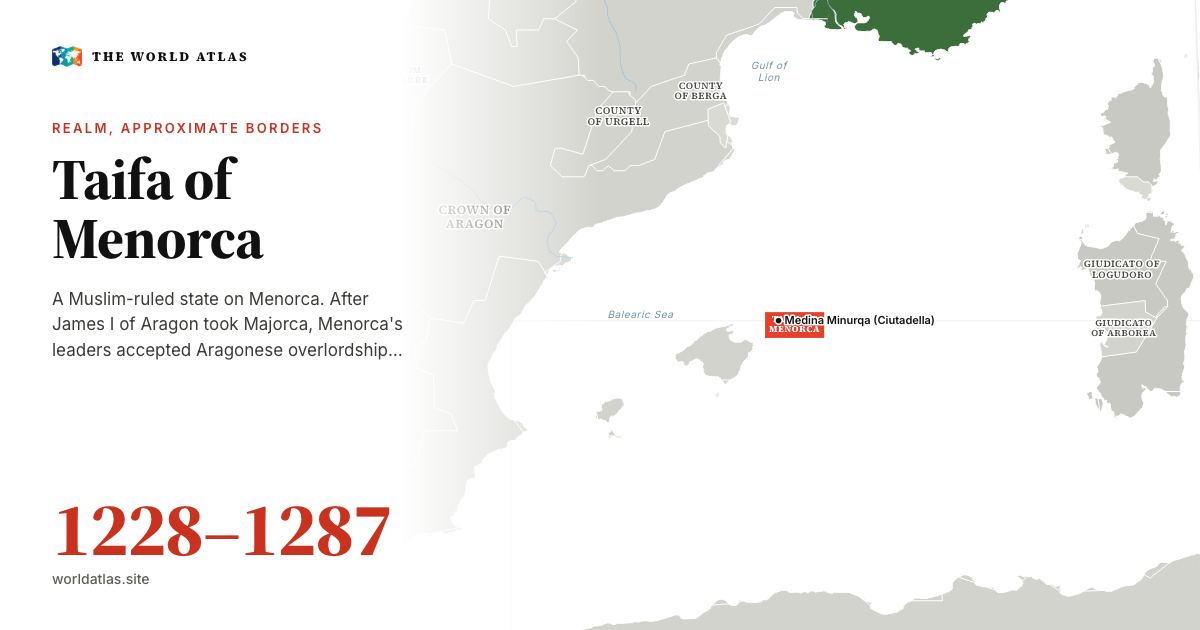 THE WORLD ATLAS
REALM, APPROXIMATE BORDERS
Taifa of
Menorca
A Muslim-ruled state on Menorca. After
James I of Aragon took Majorca, Menorca's
leaders accepted Aragonese overlordship...
1228–1287
worldatlas.site
Gulf of
Lion
COUNTY
OF BERGA
COUNTY
OF URGELL
CROWN OF
ARAGON
Balearic Sea
Medina Minurqa (Ciutadella)
MENORCA
GIUDICATO OF
LOGUDORO
GIUDICATO
OF ARBOREA